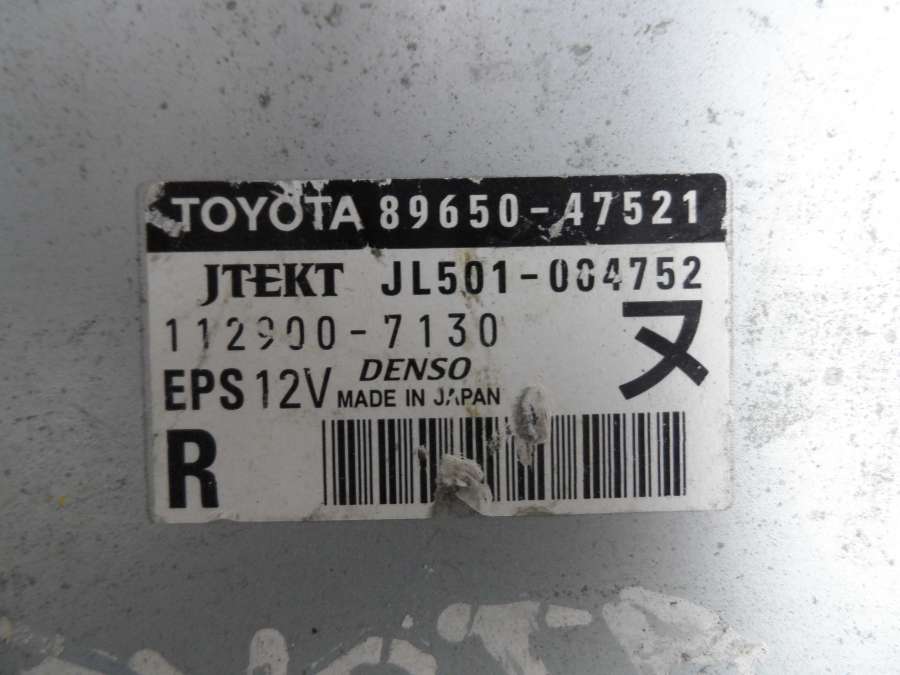 TOYOTA 89650-47521
JTEKT JL501-004752
112900-7130
ヌ
EPS 12V DENSO
MADE IN JAPAN
R